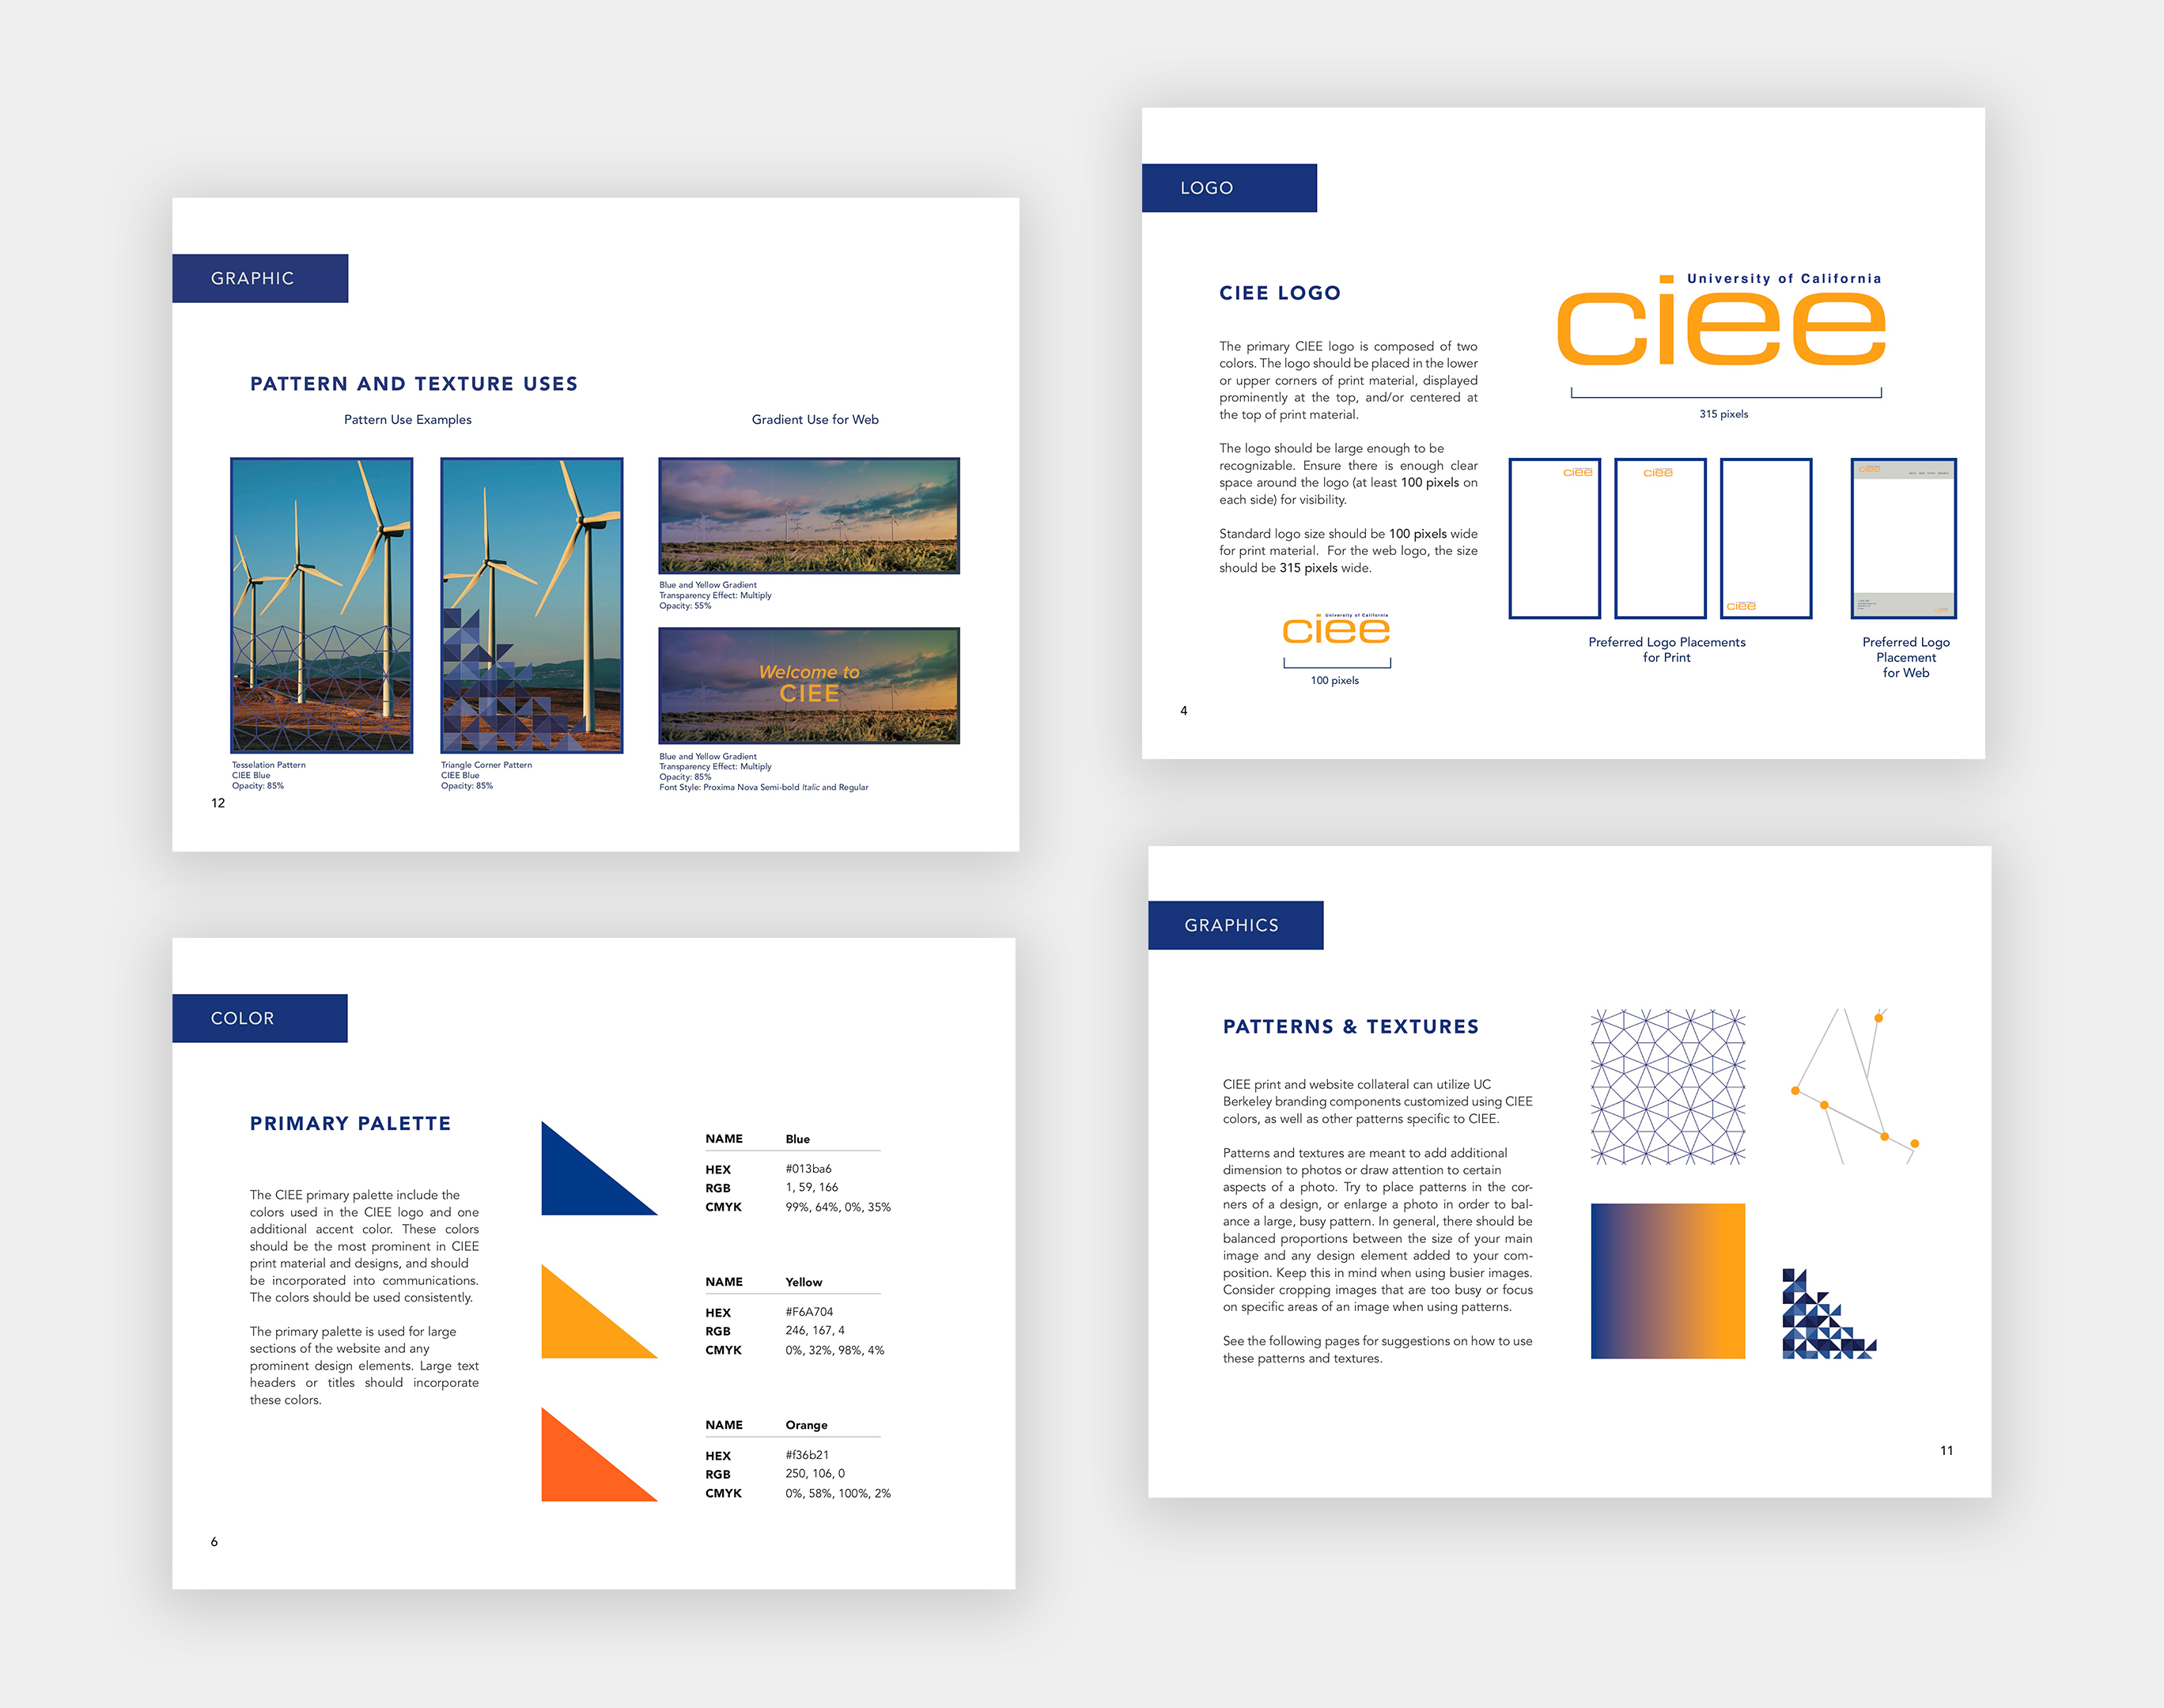 GRAPHIC
PATTERN AND TEXTURE USES
Pattern Use Examples
Gradient Use for Web
Tesselation Pattern
CIEE Blue
Opacity: 85%
Triangle Corner Pattern
CIEE Blue
Opacity: 85%
Blue and Yellow Gradient
Transparency Effect: Multiply
Opacity: 55%
Welcome to
CIEE
Blue and Yellow Gradient
Transparency Effect: Multiply
Opacity: 85%
Font Style: Proxima Nova Semi-bold Italic and Regular
12
LOGO
CIEE LOGO
The primary CIEE logo is composed of two
colors. The logo should be placed in the lower
or upper corners of print material, displayed
prominently at the top, and/or centered at
the top of print material.
The logo should be large enough to be
recognizable. Ensure there is enough clear
space around the logo (at least 100 pixels on
each side) for visibility.
Standard logo size should be 100 pixels wide
for print material. For the web logo, the size
should be 315 pixels wide.
University of California
ciee
100 pixels
University of California
ciee
315 pixels
ciee
ciee
ciee
ciee
Preferred Logo Placements
for Print
Preferred Logo
Placement
for Web
4
COLOR
PRIMARY PALETTE
The CIEE primary palette include the
colors used in the CIEE logo and one
additional accent color. These colors
should be the most prominent in CIEE
print material and designs, and should
be incorporated into communications.
The colors should be used consistently.
The primary palette is used for large
sections of the website and any
prominent design elements. Large text
headers or titles should incorporate
these colors.
NAME Blue
HEX #013ba6
RGB 1, 59, 166
CMYK 99%, 64%, 0%, 35%
NAME Yellow
HEX #F6A704
RGB 246, 167, 4
CMYK 0%, 32%, 98%, 4%
NAME Orange
HEX #f36b21
RGB 250, 106, 0
CMYK 0%, 58%, 100%, 2%
6
GRAPHICS
PATTERNS & TEXTURES
CIEE print and website collateral can utilize UC
Berkeley branding components customized using CIEE
colors, as well as other patterns specific to CIEE.
Patterns and textures are meant to add additional
dimension to photos or draw attention to certain
aspects of a photo. Try to place patterns in the cor-
ners of a design, or enlarge a photo in order to bal-
ance a large, busy pattern. In general, there should be
balanced proportions between the size of your main
image and any design element added to your com-
position. Keep this in mind when using busier images.
Consider cropping images that are too busy or focus
on specific areas of an image when using patterns.
See the following pages for suggestions on how to use
these patterns and textures.
11